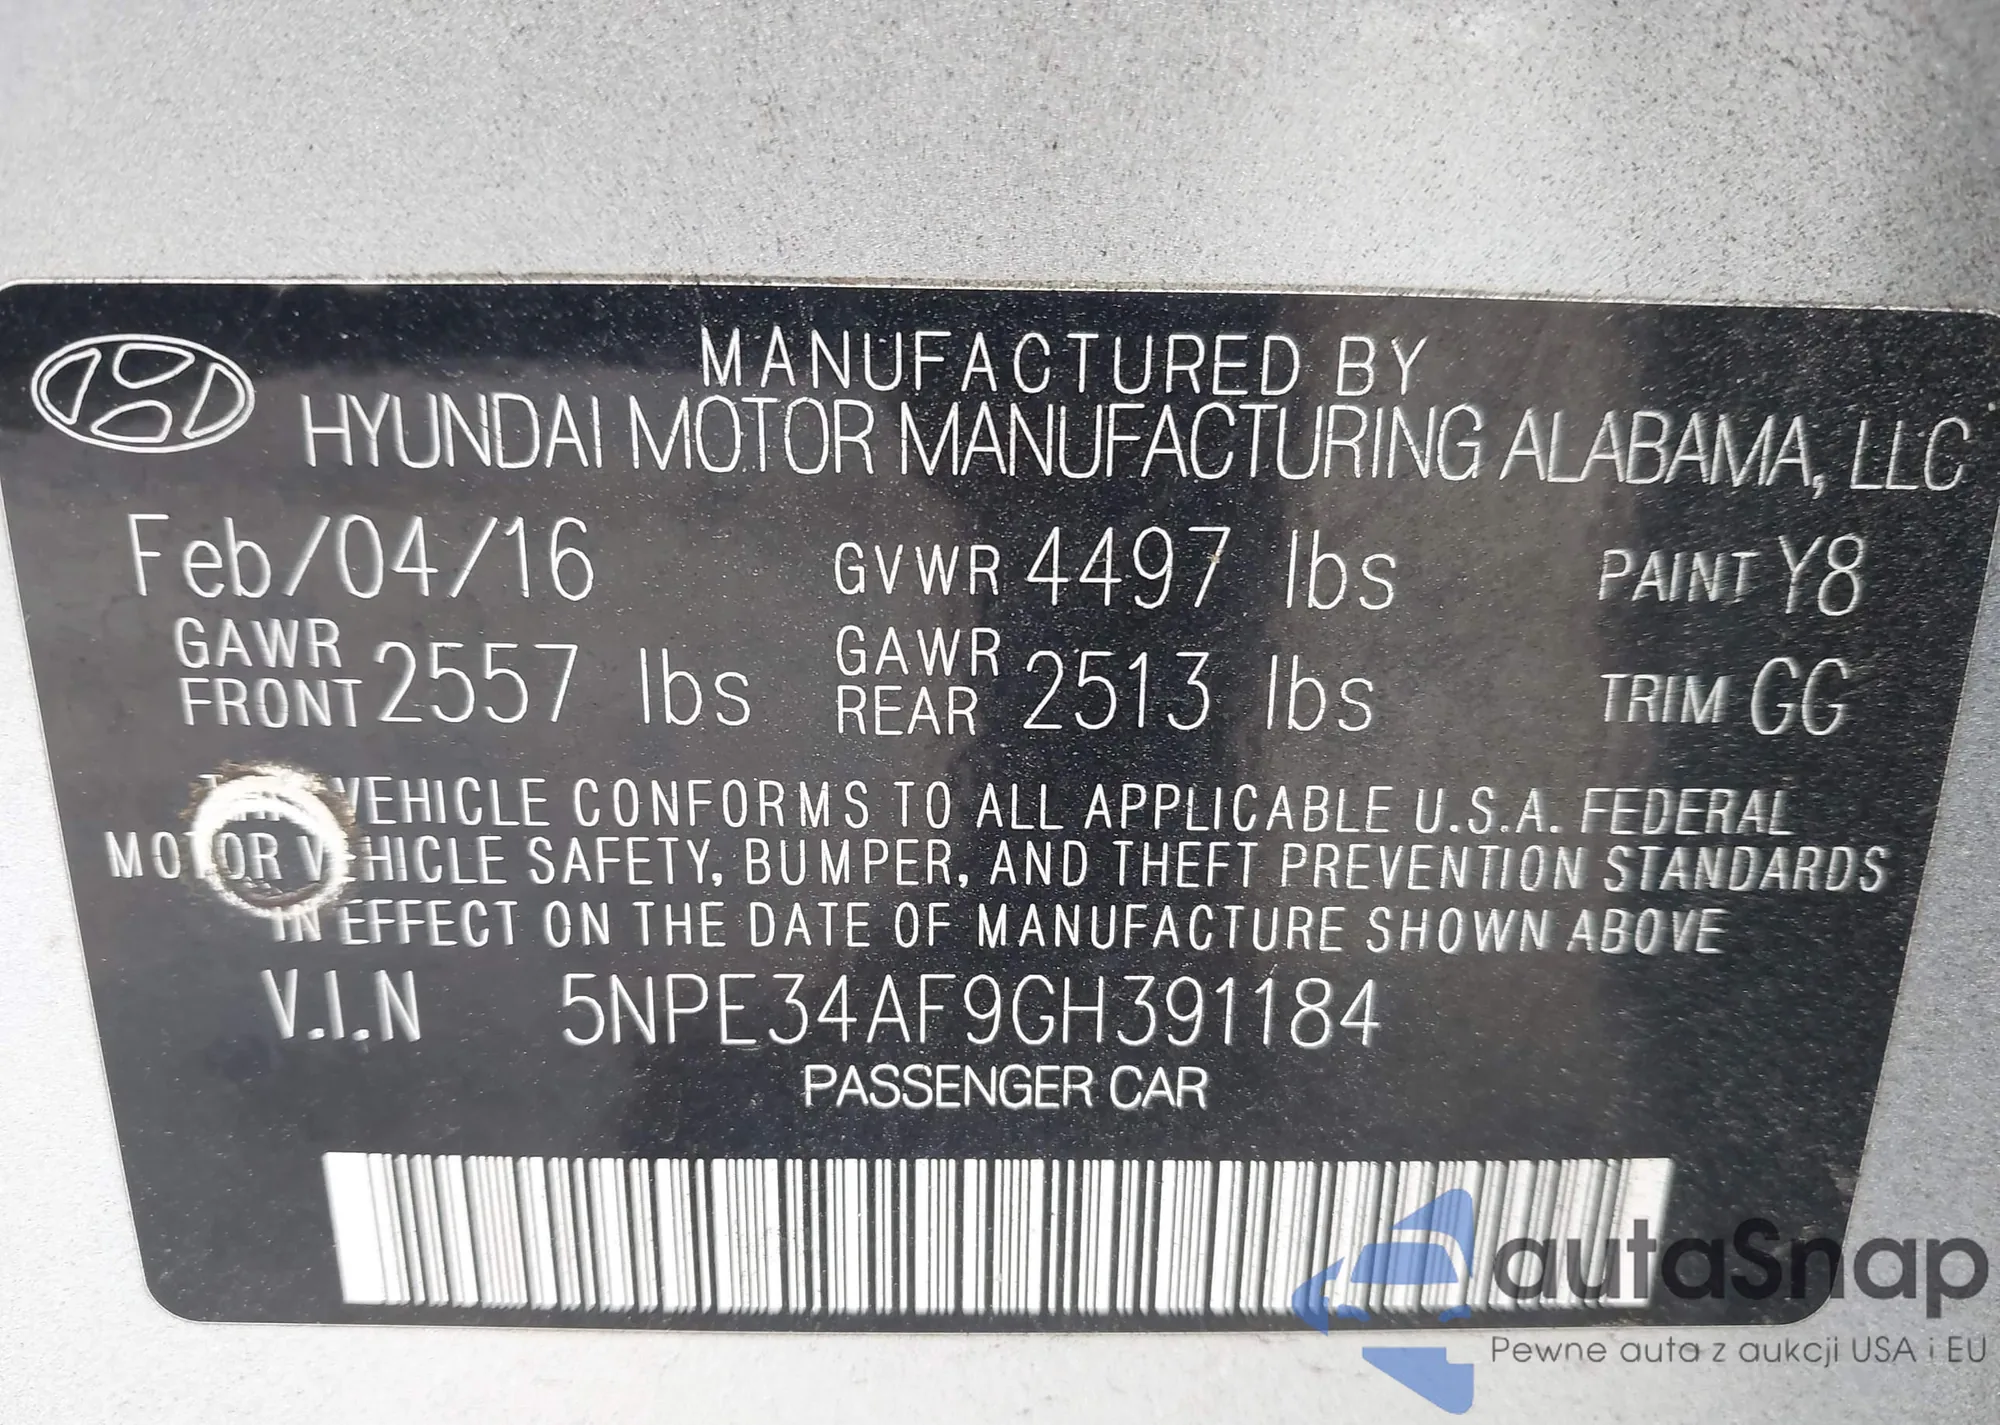 MANUFACTURED BY
HYUNDAI MOTOR MANUFACTURING ALABAMA, LLC
Feb/04/16 GVWR 4497 lbs PAINT Y8
GAWR FRONT 2557 lbs GAWR REAR 2513 lbs TRIM GG
VEHICLE CONFORMS TO ALL APPLICABLE U.S.A. FEDERAL
MOTOR VEHICLE SAFETY, BUMPER, AND THEFT PREVENTION STANDARDS
IN EFFECT ON THE DATE OF MANUFACTURE SHOWN ABOVE
V.I.N 5NPE34AF9GH391184
PASSENGER CAR
autaSnap
Pewne auta z aukcji USA i EU